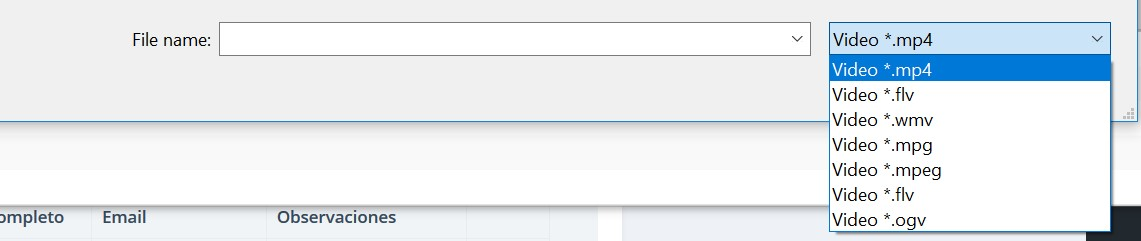 File name:
Video *.mp4
Video *.mp4
Video *.flv
Video *.wmv
Video *.mpg
Video *.mpeg
Video *.flv
Video *.ogv
ompleto Email Observaciones